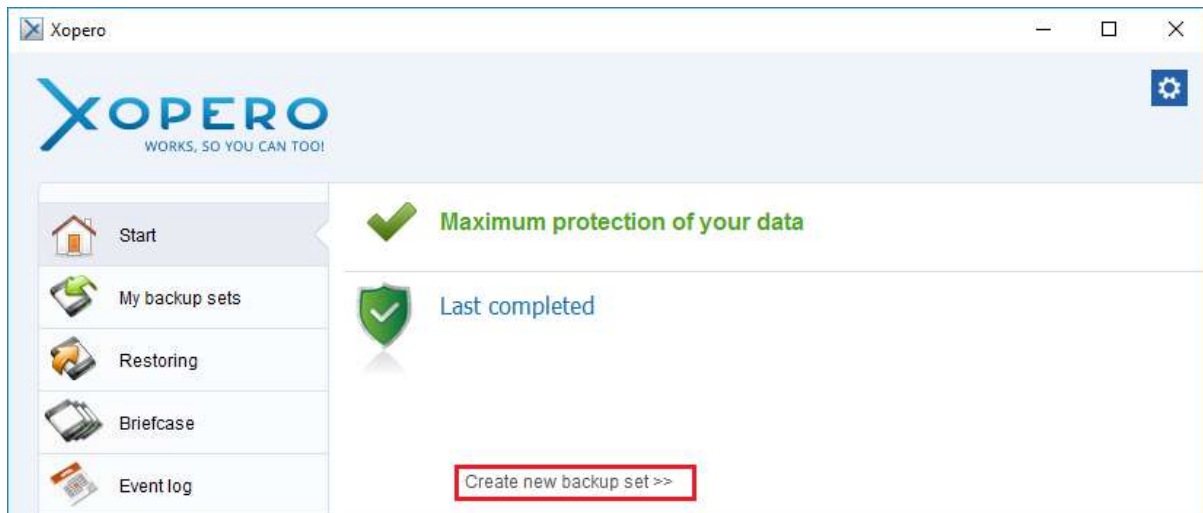 Xopero
XOPERO
WORKS, SO YOU CAN TOO!
Start
My backup sets
Restoring
Briefcase
Event log
Maximum protection of your data
Last completed
Create new backup set >>